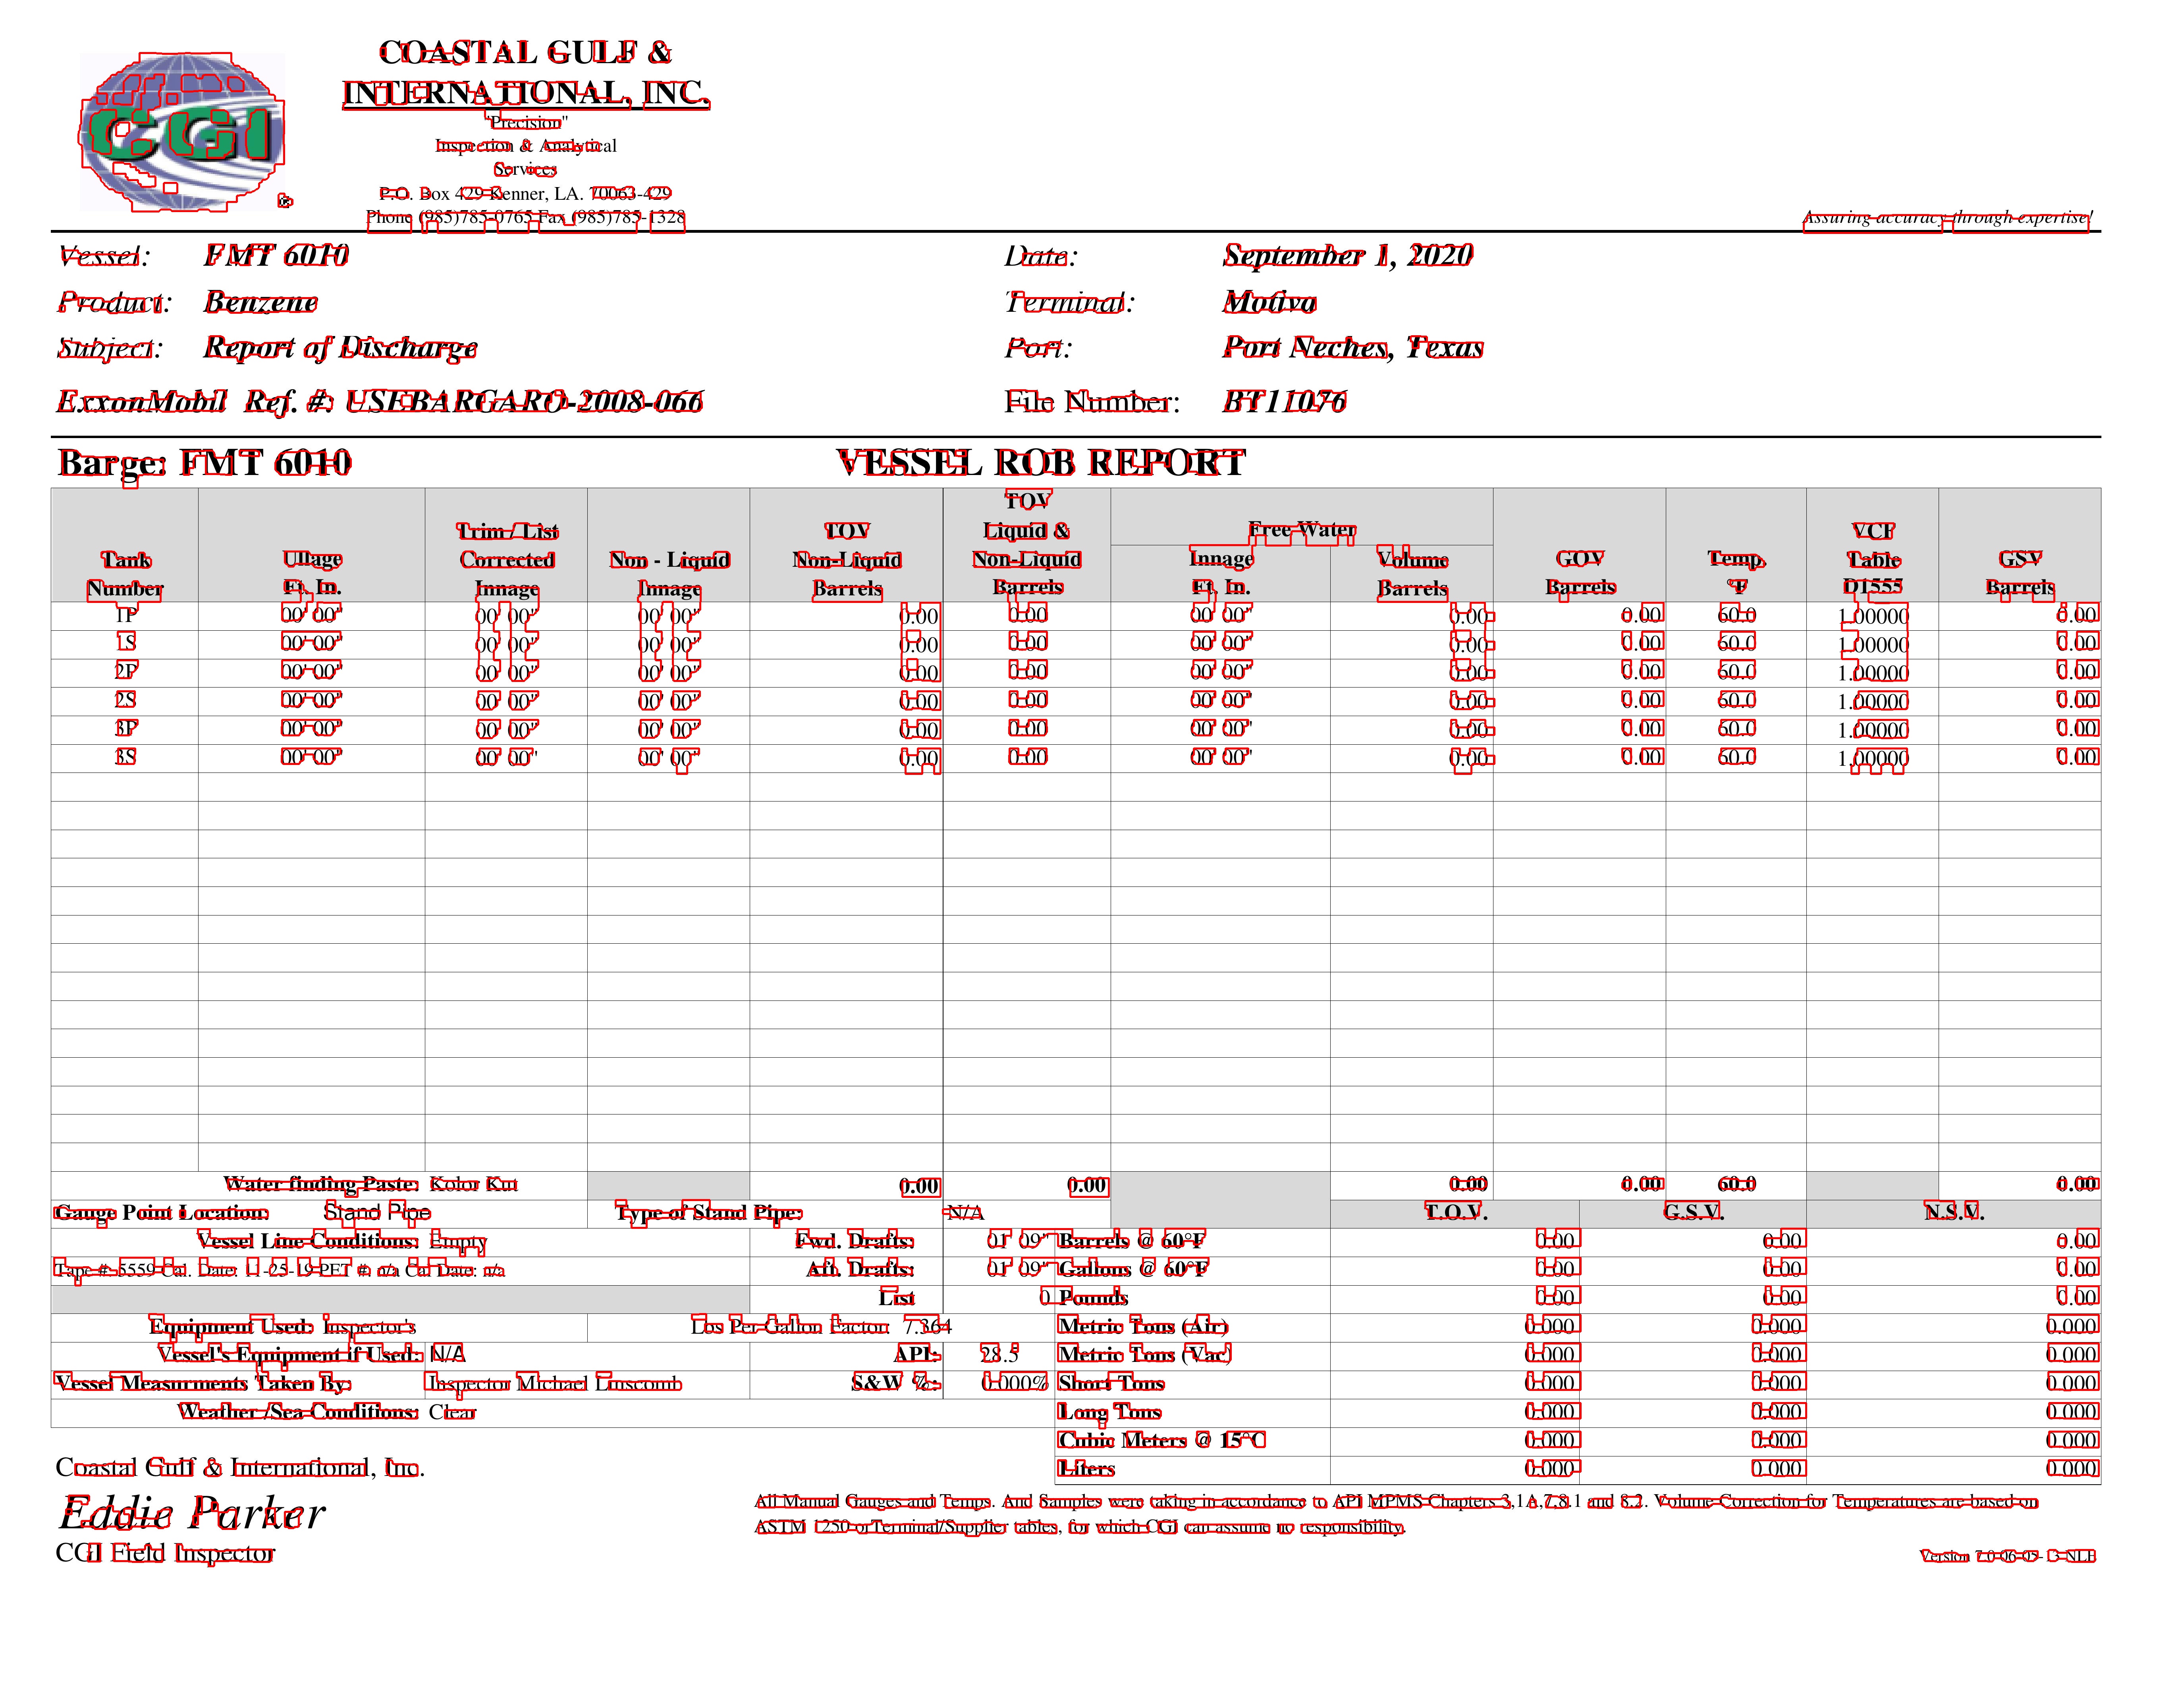 COASTAL GULF &
INTERNATIONAL, INC.
CGI
"Precision"
Inspection & Analytical
Services
P.O. Box 429 Kenner, LA. 70063-429
Phone (985)785-0765 Fax (985)785-1328
Assuring accuracy through expertise!
Vessel: FMT 6010 Date: September 1, 2020
Product: Benzene Terminal: Motiva
Subject: Report of Discharge Port: Port Neches, Texas
ExxonMobil Ref. #: USEBARGARO-2008-066 File Number: BT11076
Barge: FMT 6010 VESSEL ROB REPORT
TOV
Trim / List TOV Liquid & Free Water VCF
Tank Ullage Corrected Non - Liquid Non-Liquid Non-Liquid Innage Volume GOV Temp. Table GSV
Number Ft. In. Innage Innage Barrels Barrels Ft. In. Barrels Barrels °F D1555 Barrels
1P 00' 00" 00' 00" 00' 00" 0.00 0.00 00' 00" 0.00 0.00 60.0 1.00000 0.00
1S 00' 00" 00' 00" 00' 00" 0.00 0.00 00' 00" 0.00 0.00 60.0 1.00000 0.00
2P 00' 00" 00' 00" 00' 00" 0.00 0.00 00' 00" 0.00 0.00 60.0 1.00000 0.00
2S 00' 00" 00' 00" 00' 00" 0.00 0.00 00' 00" 0.00 0.00 60.0 1.00000 0.00
3P 00' 00" 00' 00" 00' 00" 0.00 0.00 00' 00" 0.00 0.00 60.0 1.00000 0.00
3S 00' 00" 00' 00" 00' 00" 0.00 0.00 00' 00" 0.00 0.00 60.0 1.00000 0.00
Water finding Paste: Kolor Kut 0.00 0.00 0.00 0.00 60.0 0.00
Gauge Point Location: Stand Pipe Type of Stand Pipe: N/A T.O.V. G.S.V. N.S.V.
Vessel Line Conditions: Empty Fwd. Drafts: 01' 09" Barrels @ 60°F 0.00 0.00 0.00
Tape #: 5559 Cal. Date: 11-25-19 PET #: n/a Cal Date: n/a Aft. Drafts: 01' 09" Gallons @ 60°F 0.00 0.00 0.00
List 0 Pounds 0.00 0.00 0.00
Equipment Used: Inspector's Lbs Per Gallon Factor: 7.364 Metric Tons (Air) 0.000 0.000 0.000
Vessel's Equipment if Used: N/A API: 28.5 Metric Tons (Vac) 0.000 0.000 0.000
Vessel Measurments Taken By: Inspector Michael Linscomb S&W %: 0.000% Short Tons 0.000 0.000 0.000
Weather /Sea Conditions: Clear Long Tons 0.000 0.000 0.000
Cubic Meters @ 15°C 0.000 0.000 0.000
Liters 0.000 0.000 0.000
Coastal Gulf & International, Inc.
Eddie Parker
CGI Field Inspector
All Manual Gauges and Temps. And Samples were taking in accordance to API MPMS Chapters 3,1A,7,8.1 and 8.2. Volume Correction for Temperatures are based on
ASTM 1250 or Terminal/Supplier tables, for which CGI can assume no responsibility.
Version 7.0-06-05-13-NLB